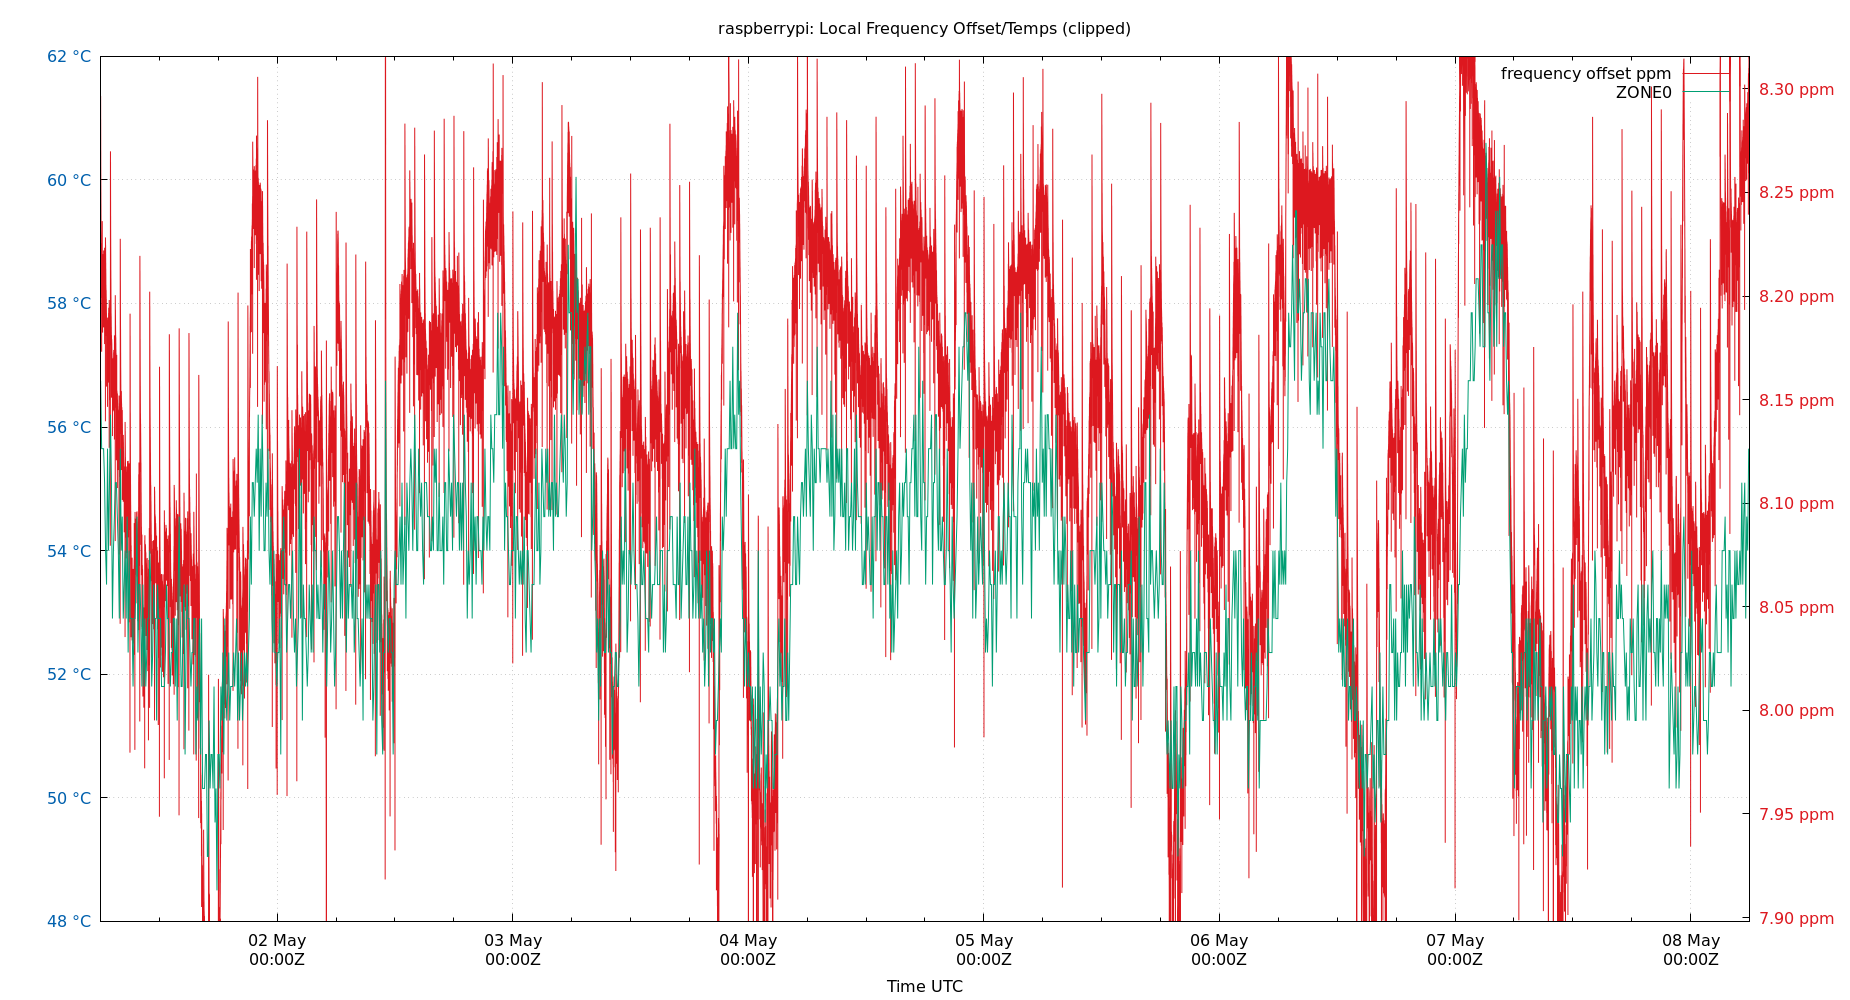 raspberrypi: Local Frequency Offset/Temps (clipped)
62 °C
60 °C
58 °C
56 °C
54 °C
52 °C
50 °C
48 °C
frequency offset ppm
ZONE0
8.30 ppm
8.25 ppm
8.20 ppm
8.15 ppm
8.10 ppm
8.05 ppm
8.00 ppm
7.95 ppm
7.90 ppm
02 May
00:00Z
03 May
00:00Z
04 May
00:00Z
05 May
00:00Z
06 May
00:00Z
07 May
00:00Z
08 May
00:00Z
Time UTC